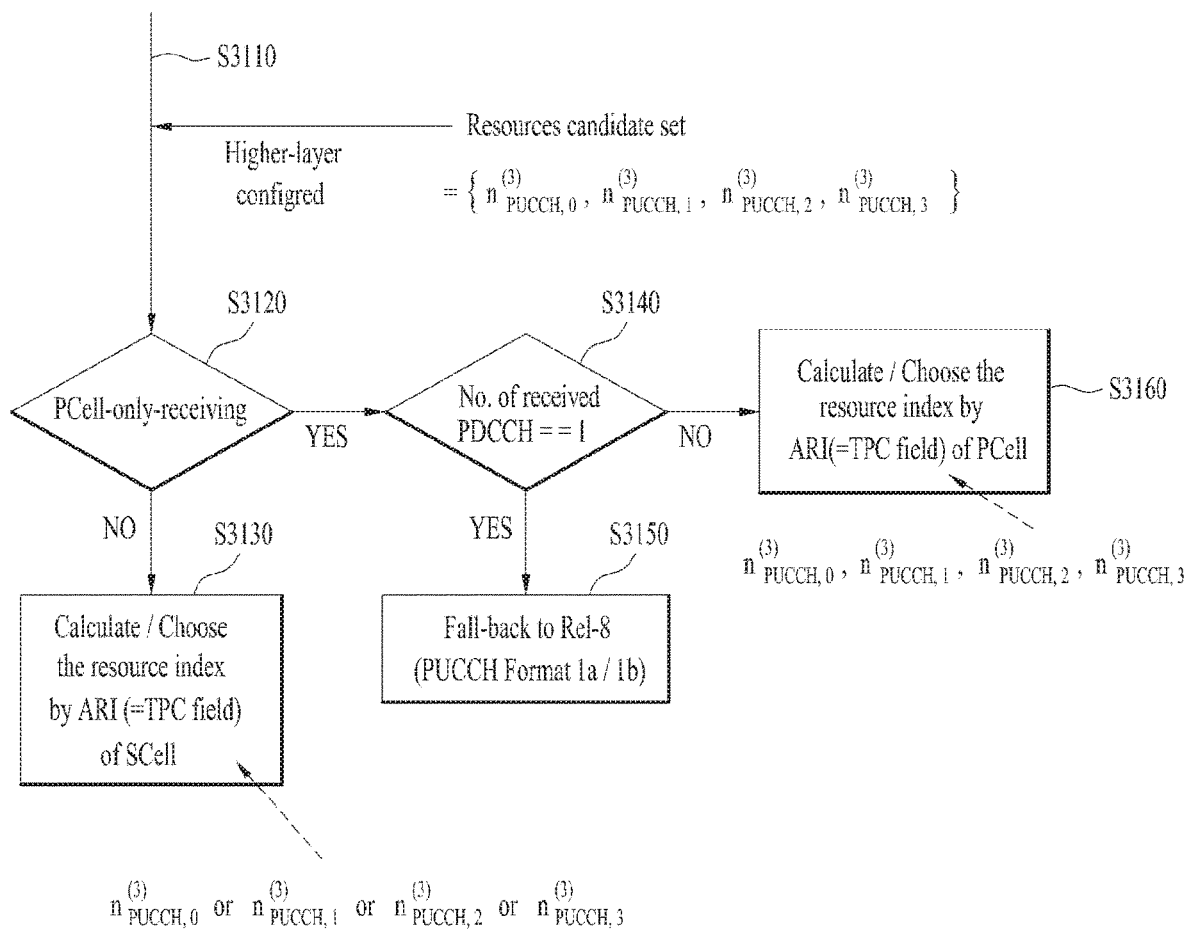 S3110
Resources candidate set
Higher-layer
configred
= { n^{(3)}_{PUCCH, 0} , n^{(3)}_{PUCCH, 1} , n^{(3)}_{PUCCH, 2} , n^{(3)}_{PUCCH, 3} }
S3120
PCell-only-receiving
YES
NO
S3140
No. of received
PDCCH = = 1
NO
YES
Calculate / Choose the
resource index by
ARI(=TPC field) of PCell
S3160
n^{(3)}_{PUCCH, 0} , n^{(3)}_{PUCCH, 1} , n^{(3)}_{PUCCH, 2} , n^{(3)}_{PUCCH, 3}
S3130
Calculate / Choose
the resource index
by ARI (=TPC field)
of SCell
S3150
Fall-back to Rel-8
(PUCCH Format 1a / 1b)
n^{(3)}_{PUCCH, 0} or n^{(3)}_{PUCCH, 1} or n^{(3)}_{PUCCH, 2} or n^{(3)}_{PUCCH, 3}